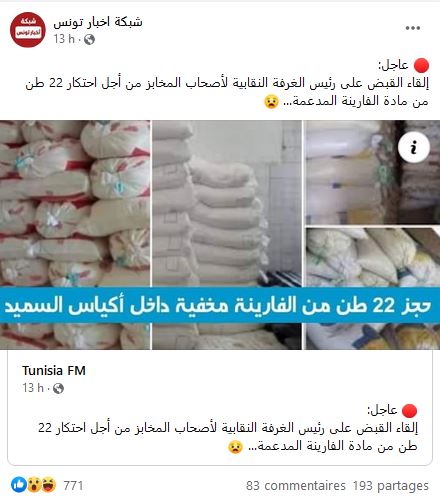 شبكة اخبار تونس
شبكة
أخبار تونس
13 h ·
🔴 عاجل:
إلقاء القبض على رئيس الغرفة النقابية لأصحاب المخابز من أجل احتكار 22 طن
من مادة الفارينة المدعمة... 😧
حجز 22 طن من الفارينة مخفية داخل أكياس السميد
Tunisia FM
13 h ·
🔴 عاجل:
إلقاء القبض على رئيس الغرفة النقابية لأصحاب المخابز من أجل احتكار 22
طن من مادة الفارينة المدعمة... 😧
771
83 commentaires 193 partages